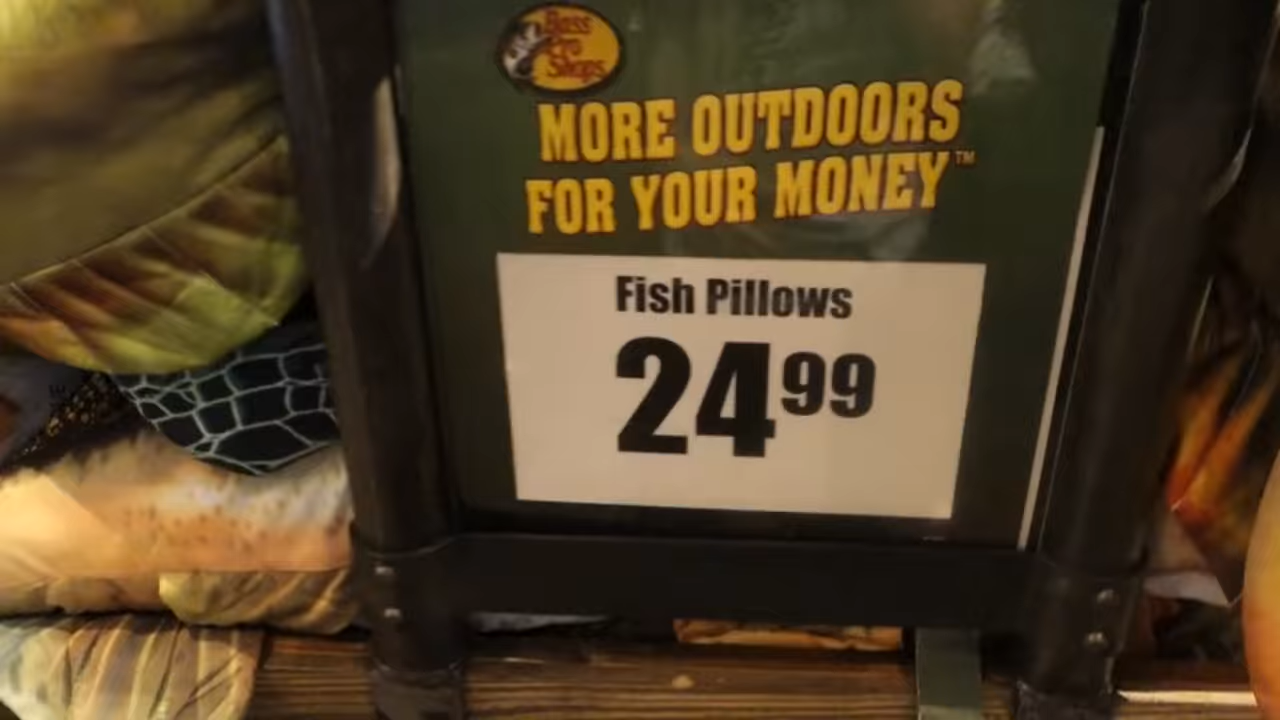 Bass
Pro
Shops
MORE OUTDOORS
FOR YOUR MONEY™
Fish Pillows
2499